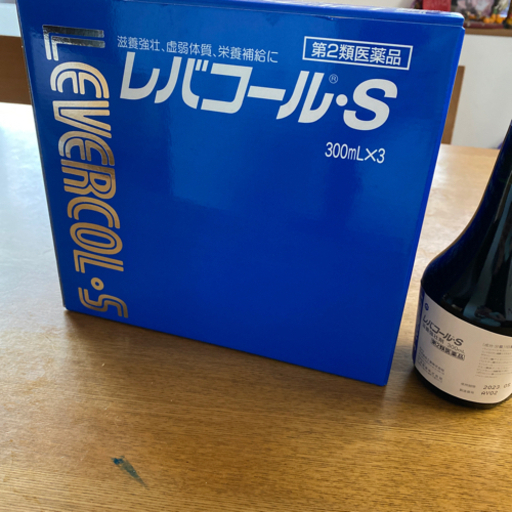 滋養強壮、虚弱体質、栄養補給に
第2類医薬品
レバコール・S
®
300mL×3
LEVERCOL・S
レバコール・S
第2類医薬品